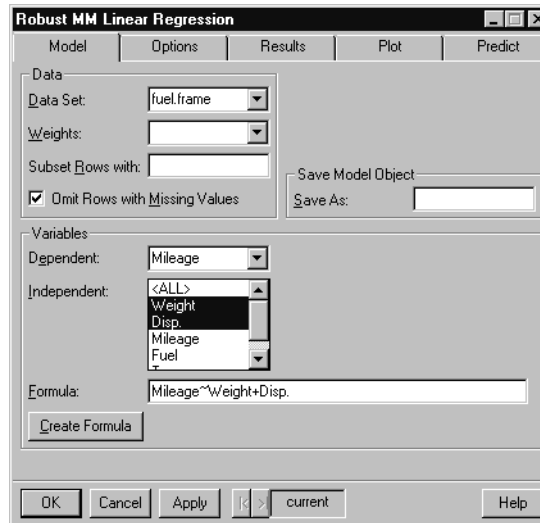 Robust MM Linear Regression
Model Options Results Plot Predict
Data
Data Set: fuel.frame
Weights:
Subset Rows with:
Omit Rows with Missing Values
Save Model Object
Save As:
Variables
Dependent: Mileage
Independent: <ALL>
Weight
Disp.
Mileage
Fuel
Formula: Mileage~Weight+Disp.
Create Formula
OK Cancel Apply |< > current Help